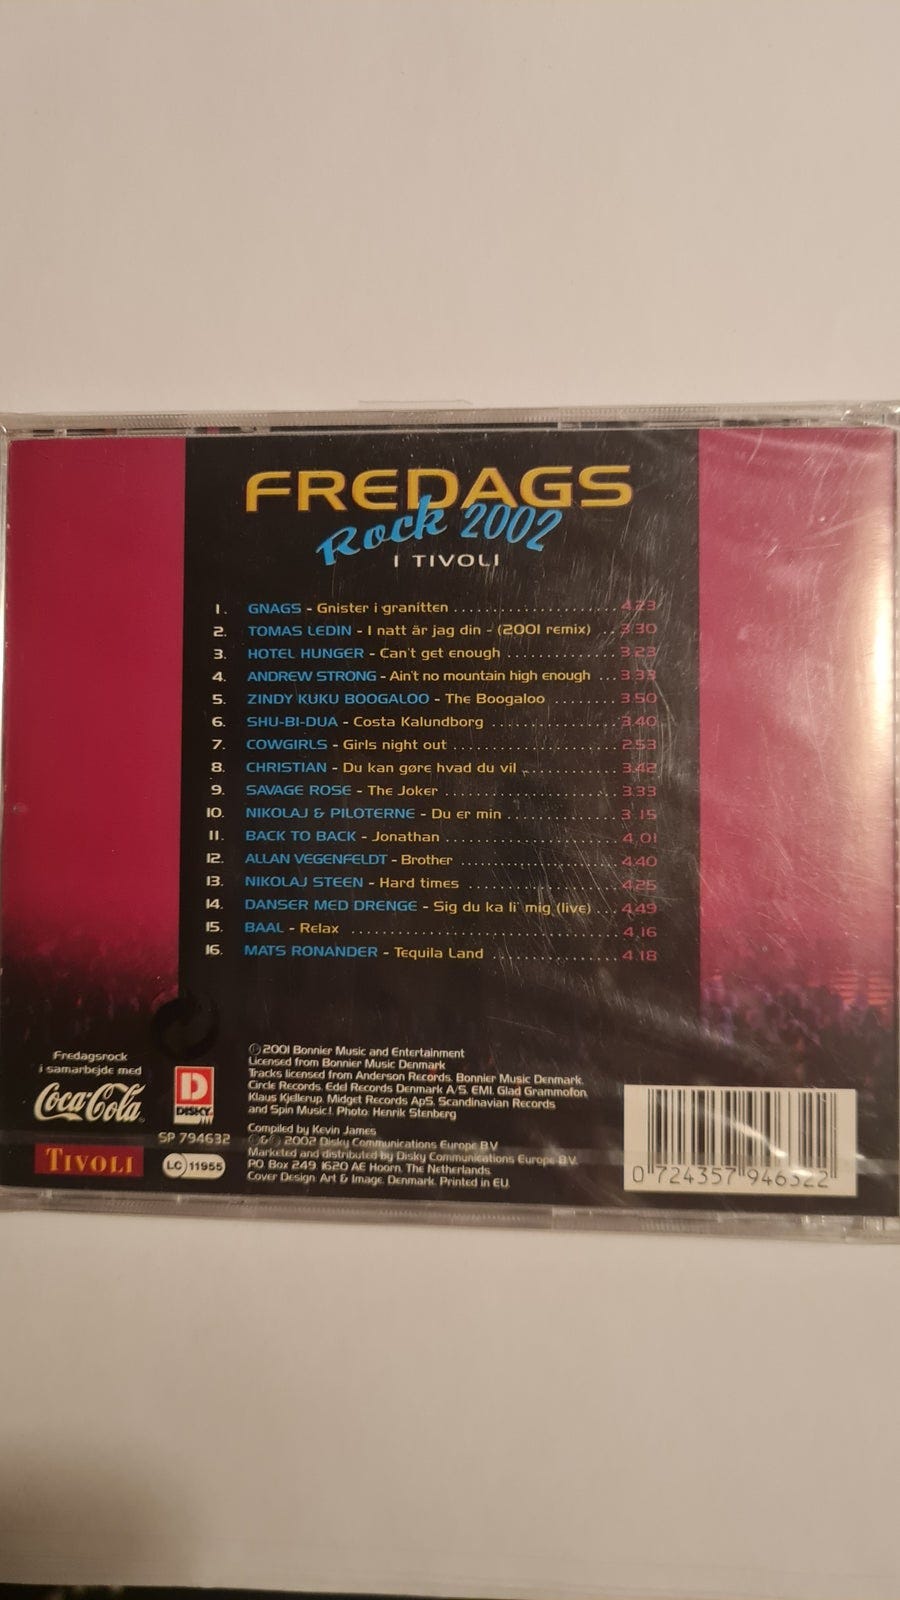 FREDAGS
Rock 2002
I TIVOLI
1. GNAGS - Gnister i granitten .................... 4.23
2. TOMAS LEDIN - I natt är jag din - (2001 remix) ... 3.30
3. HOTEL HUNGER - Can't get enough .............. 3.23
4. ANDREW STRONG - Ain't no mountain high enough ... 3.33
5. ZINDY KUKU BOOGALOO - The Boogaloo ......... 3.50
6. SHU-BI-DUA - Costa Kalundborg ................ 3.40
7. COWGIRLS - Girls night out ..................... 2.53
8. CHRISTIAN - Du kan gøre hvad du vil ............ 3.42
9. SAVAGE ROSE - The Joker ...................... 3.33
10. NIKOLAJ & PILOTERNE - Du er min .............. 3.15
11. BACK TO BACK - Jonathan ...................... 4.01
12. ALLAN VEGENFELDT - Brother .................... 4.40
13. NIKOLAJ STEEN - Hard times ................... 4.25
14. DANSER MED DRENGE - Sig du ka li' mig (live) ... 4.49
15. BAAL - Relax .................................. 4.16
16. MATS RONANDER - Tequila Land ................ 4.18
Fredagsrock
i samarbejde med
Coca-Cola
TIVOLI
D
DISKY
SP 794632
LC 11955
Ⓟ 2001 Bonnier Music and Entertainment
Licensed from Bonnier Music Denmark
Tracks licensed from Anderson Records, Bonnier Music Denmark,
Circle Records, Edel Records Denmark A/S, EMI, Glad Grammofon,
Klaus Kjellerup, Midget Records ApS, Scandinavian Records
and Spin Music!. Photo: Henrik Stenberg
Compiled by Kevin James
Ⓟ & © 2002 Disky Communications Europe B.V.
Marketed and distributed by Disky Communications Europe B.V.
P.O. Box 249, 1620 AE Hoorn, The Netherlands.
Cover Design: Art & Image, Denmark. Printed in EU.
0 724357 946322